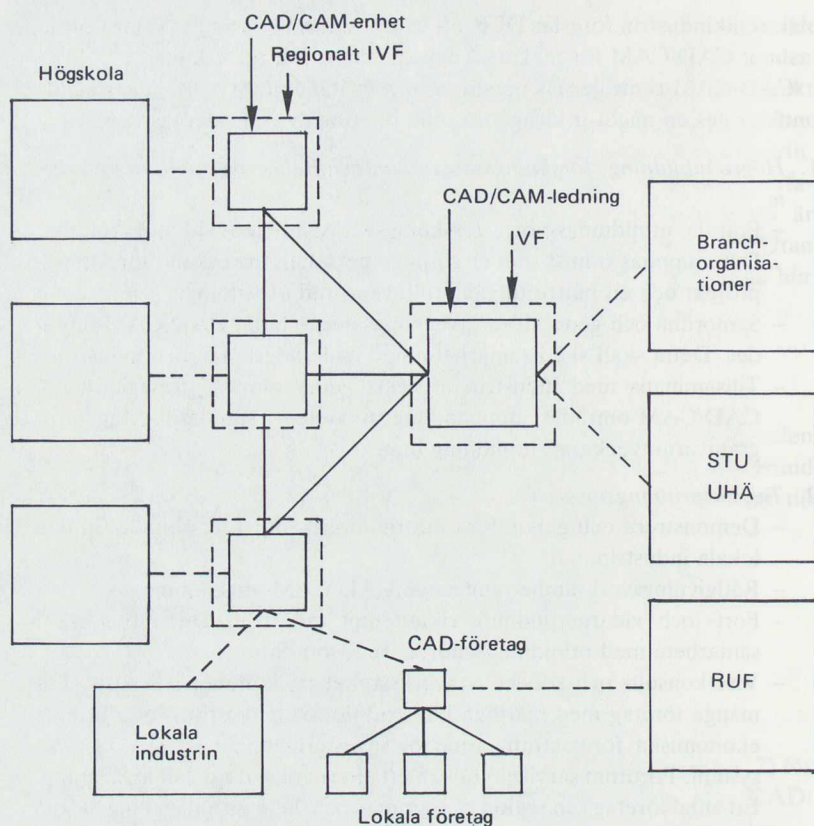 CAD/CAM-enhet
Regionalt IVF
Högskola
CAD/CAM-ledning
IVF
Branch-
organisa-
tioner
STU
UHÄ
CAD-företag
RUF
Lokala
industrin
Lokala företag